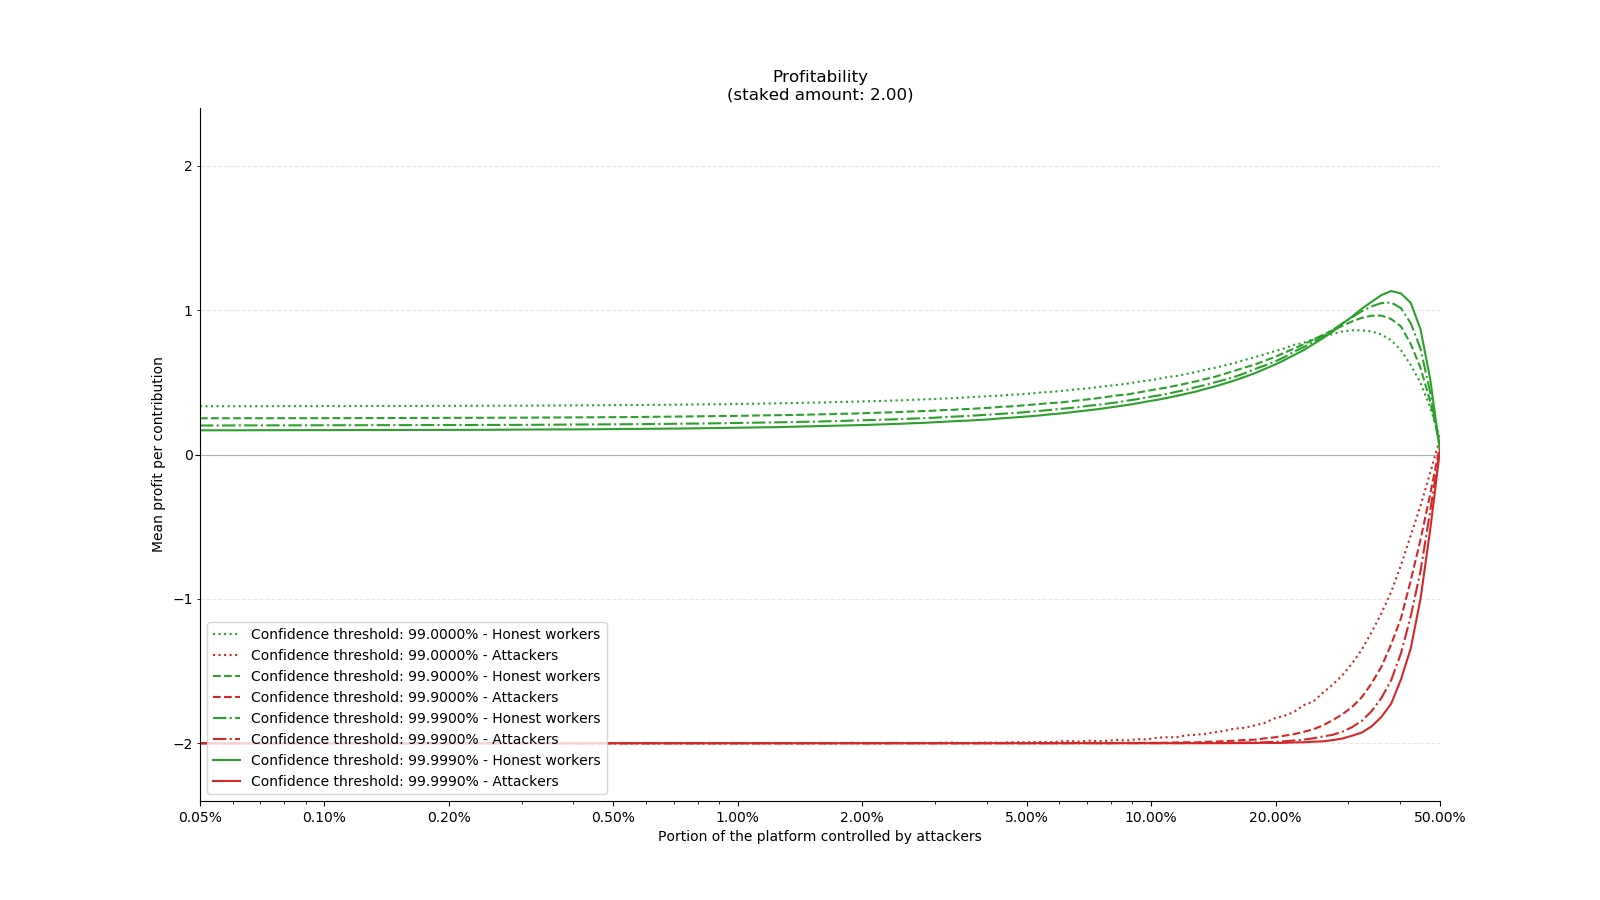 Profitability
(staked amount: 2.00)
Mean profit per contribution
2
1
0
−1
−2
Confidence threshold: 99.0000% - Honest workers
Confidence threshold: 99.0000% - Attackers
Confidence threshold: 99.9000% - Honest workers
Confidence threshold: 99.9000% - Attackers
Confidence threshold: 99.9900% - Honest workers
Confidence threshold: 99.9900% - Attackers
Confidence threshold: 99.9990% - Honest workers
Confidence threshold: 99.9990% - Attackers
0.05% 0.10% 0.20% 0.50% 1.00% 2.00% 5.00% 10.00% 20.00% 50.00%
Portion of the platform controlled by attackers